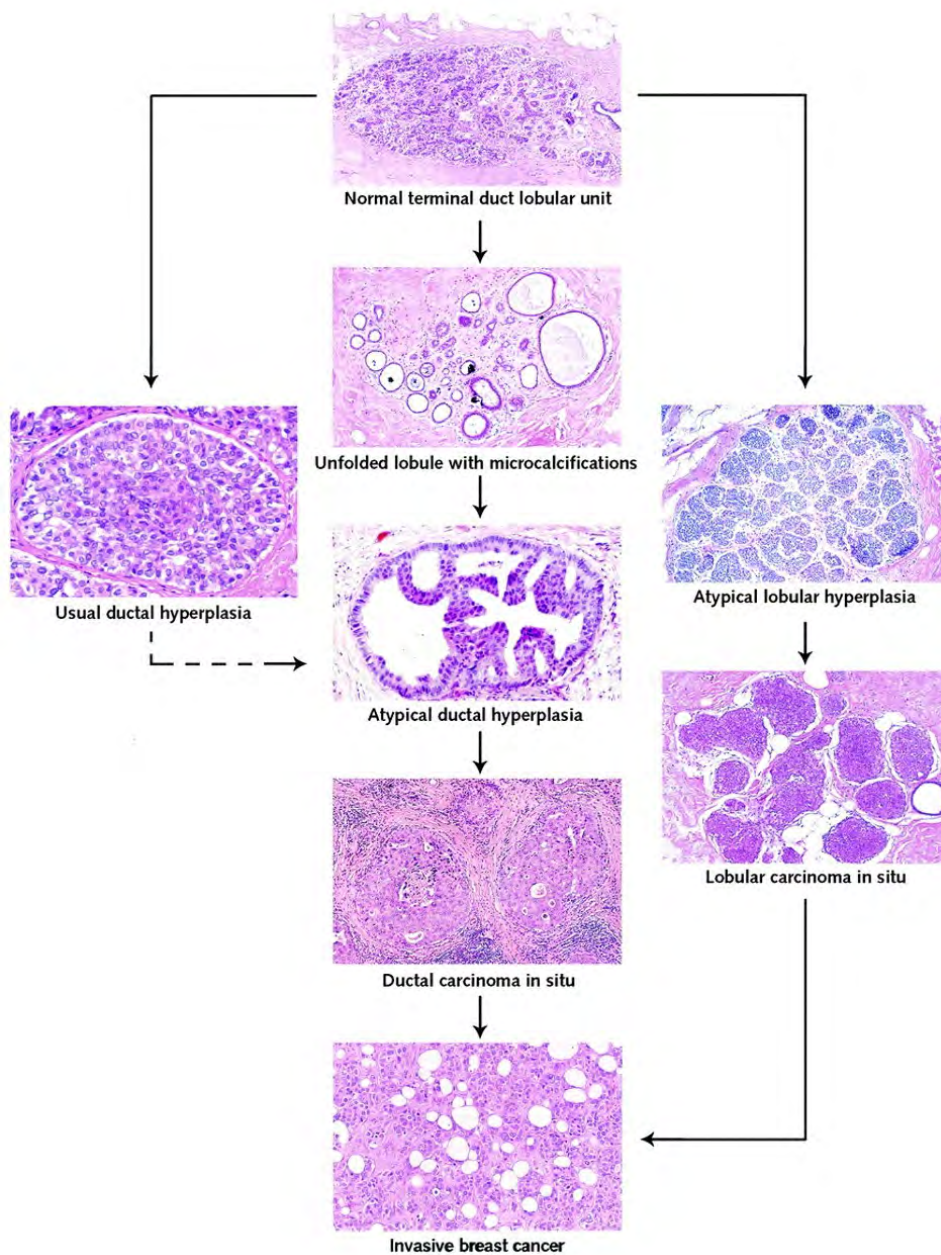 Normal terminal duct lobular unit
Unfolded lobule with microcalcifications
Usual ductal hyperplasia
Atypical lobular hyperplasia
Atypical ductal hyperplasia
Lobular carcinoma in situ
Ductal carcinoma in situ
Invasive breast cancer